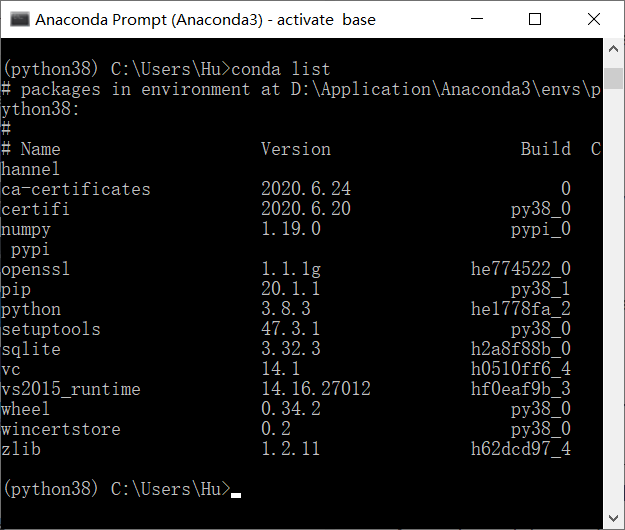 Anaconda Prompt (Anaconda3) - activate base
(python38) C:\Users\Hu>conda list
# packages in environment at D:\Application\Anaconda3\envs\p
ython38:
#
# Name                    Version                   Build  C
hannel
ca-certificates           2020.6.24                     0
certifi                   2020.6.20                py38_0
numpy                     1.19.0                   pypi_0
 pypi
openssl                   1.1.1g               he774522_0
pip                       20.1.1                   py38_1
python                    3.8.3                he1778fa_2
setuptools                47.3.1                   py38_0
sqlite                    3.32.3               h2a8f88b_0
vc                        14.1                 h0510ff6_4
vs2015_runtime            14.16.27012          hf0eaf9b_3
wheel                     0.34.2                   py38_0
wincertstore              0.2                      py38_0
zlib                      1.2.11               h62dcd97_4
(python38) C:\Users\Hu>